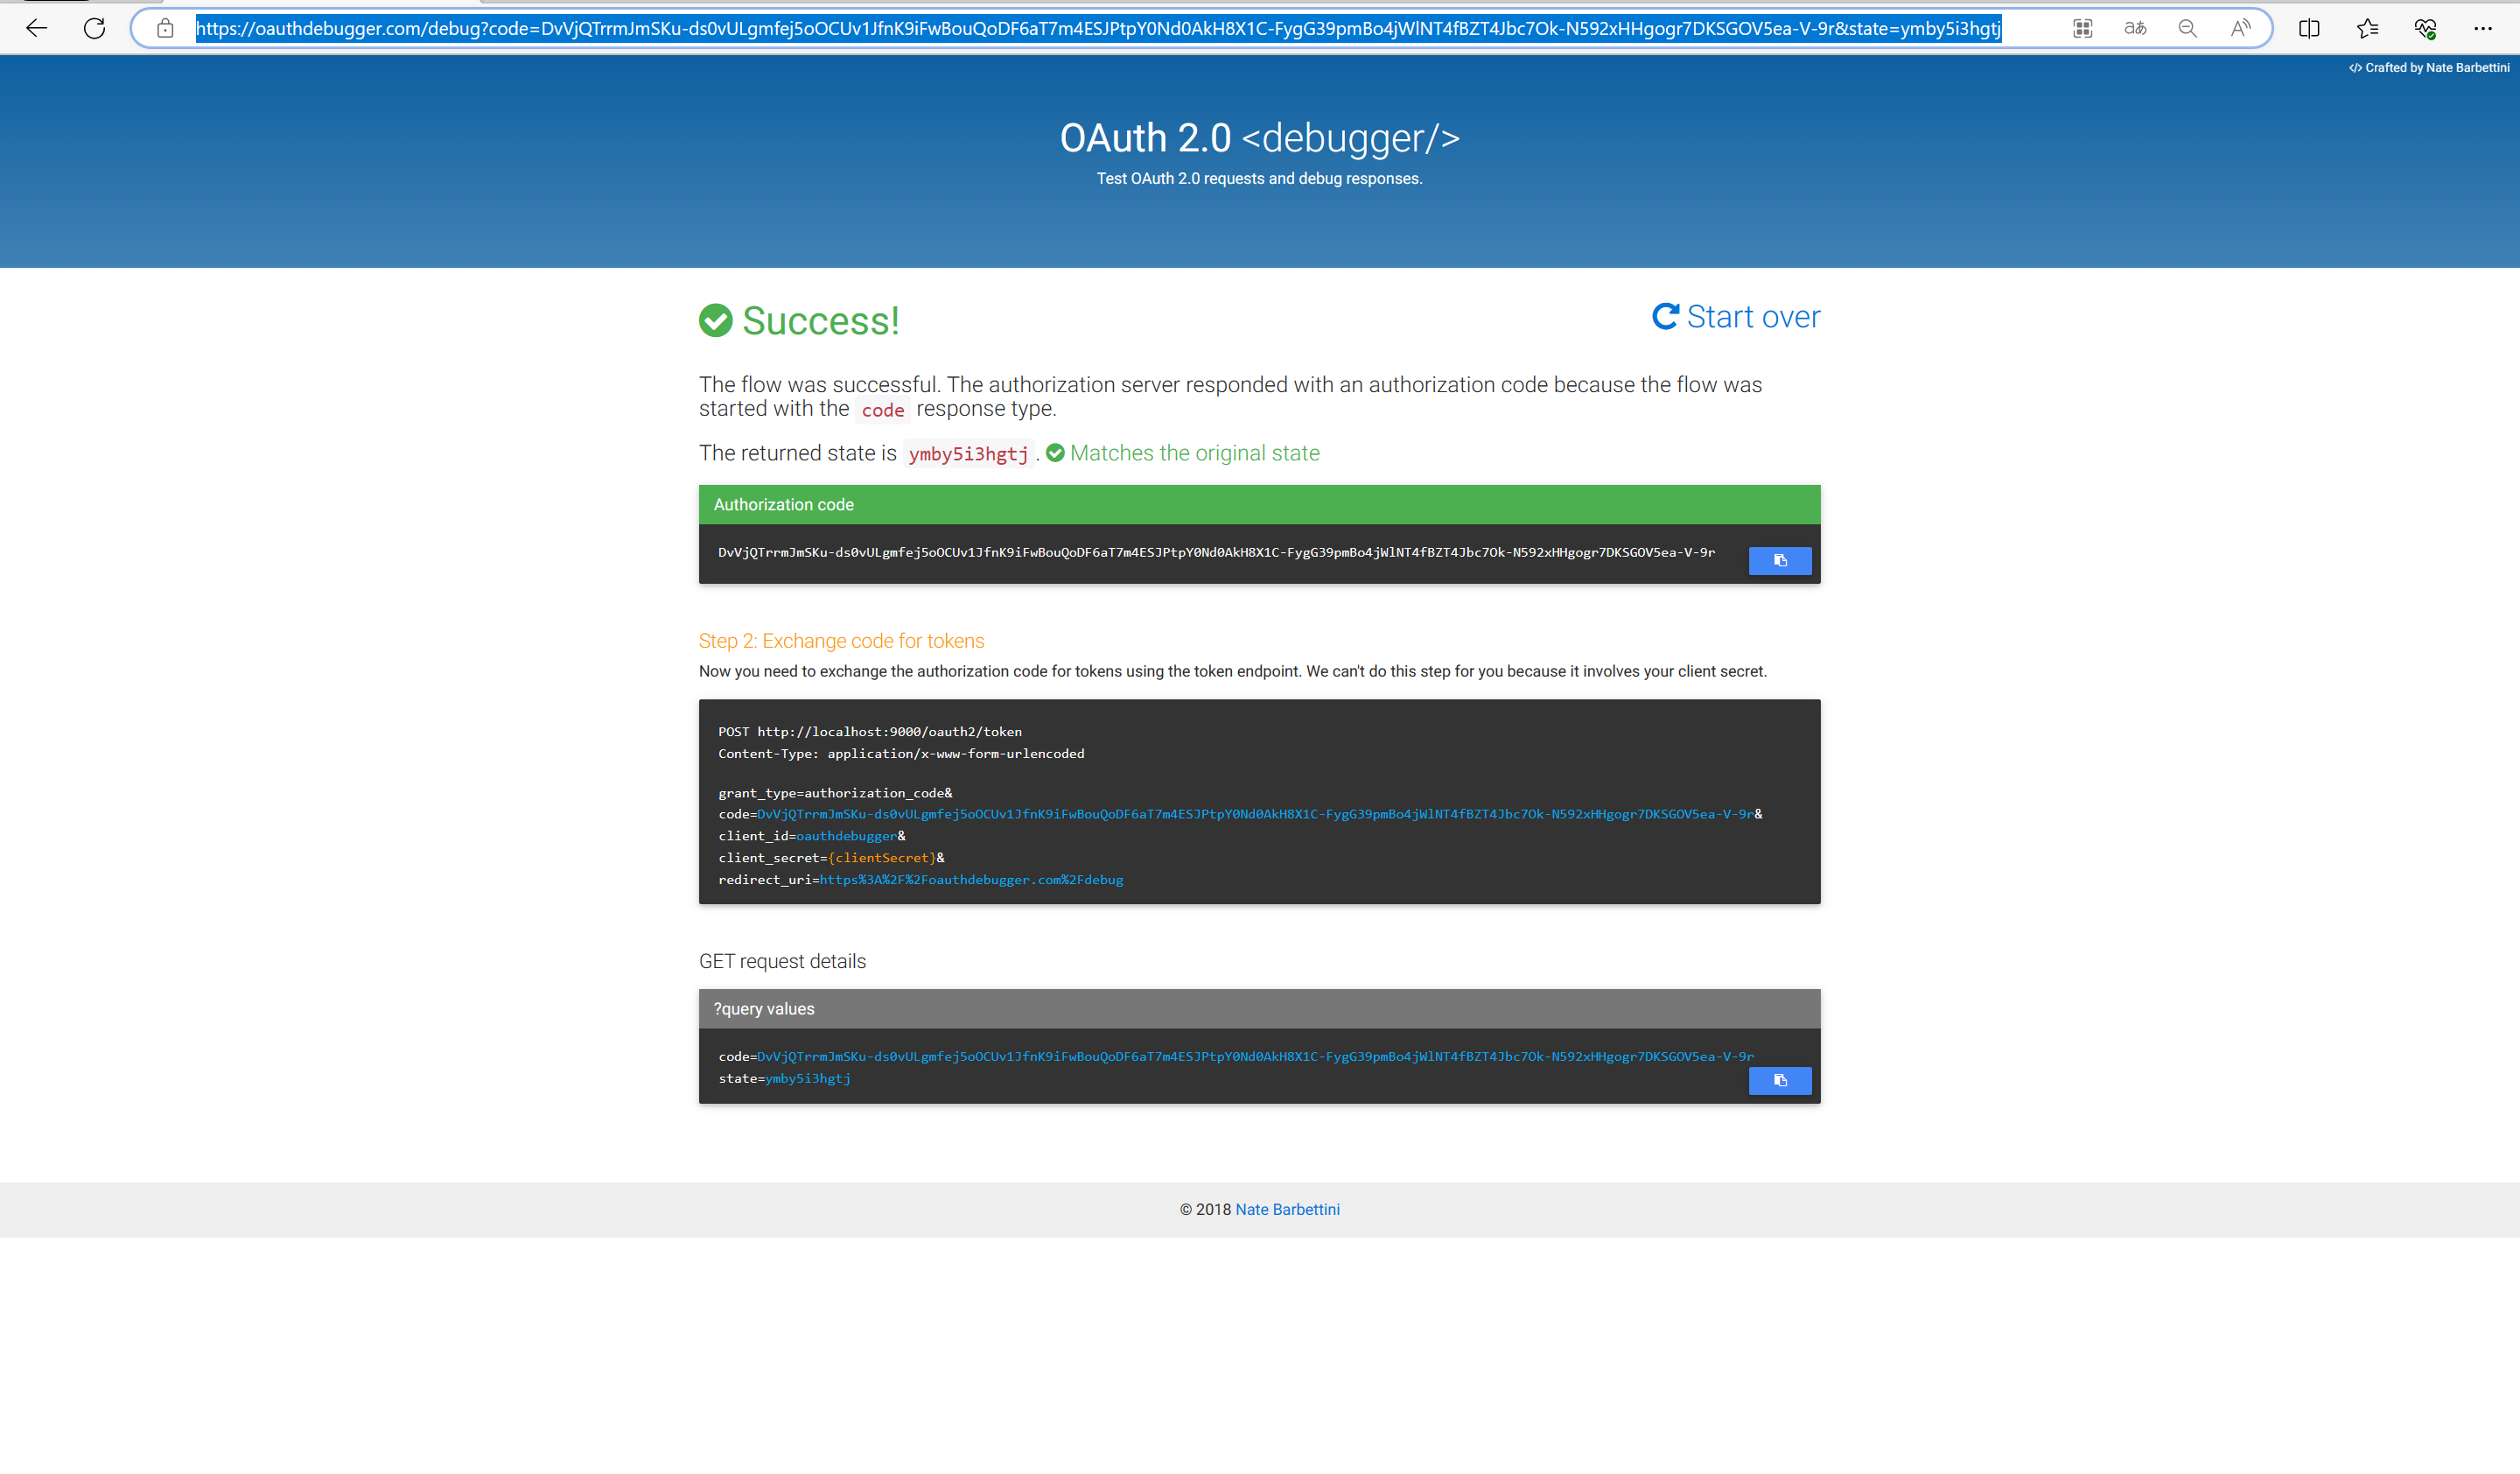 https://oauthdebugger.com/debug?code=DvVjQTrrmJmSKu-ds0vULgmfej5oOCUv1JfnK9iFwBouQoDF6aT7m4ESJPtpY0Nd0AkH8X1C-FygG39pmBo4jWlNT4fBZT4Jbc7Ok-N592xHHgogr7DKSGOV5ea-V-9r&state=ymby5i3hgtj
</> Crafted by Nate Barbettini
OAuth 2.0 <debugger/>
Test OAuth 2.0 requests and debug responses.
Success!
Start over
The flow was successful. The authorization server responded with an authorization code because the flow was
started with the code response type.
The returned state is ymby5i3hgtj. Matches the original state
Authorization code
DvVjQTrrmJmSKu-ds0vULgmfej5oOCUv1JfnK9iFwBouQoDF6aT7m4ESJPtpY0Nd0AkH8X1C-FygG39pmBo4jWlNT4fBZT4Jbc7Ok-N592xHHgogr7DKSGOV5ea-V-9r
Step 2: Exchange code for tokens
Now you need to exchange the authorization code for tokens using the token endpoint. We can't do this step for you because it involves your client secret.
POST http://localhost:9000/oauth2/token
Content-Type: application/x-www-form-urlencoded
grant_type=authorization_code&
code=DvVjQTrrmJmSKu-ds0vULgmfej5oOCUv1JfnK9iFwBouQoDF6aT7m4ESJPtpY0Nd0AkH8X1C-FygG39pmBo4jWlNT4fBZT4Jbc7Ok-N592xHHgogr7DKSGOV5ea-V-9r&
client_id=oauthdebugger&
client_secret={clientSecret}&
redirect_uri=https%3A%2F%2Foauthdebugger.com%2Fdebug
GET request details
?query values
code=DvVjQTrrmJmSKu-ds0vULgmfej5oOCUv1JfnK9iFwBouQoDF6aT7m4ESJPtpY0Nd0AkH8X1C-FygG39pmBo4jWlNT4fBZT4Jbc7Ok-N592xHHgogr7DKSGOV5ea-V-9r
state=ymby5i3hgtj
© 2018 Nate Barbettini